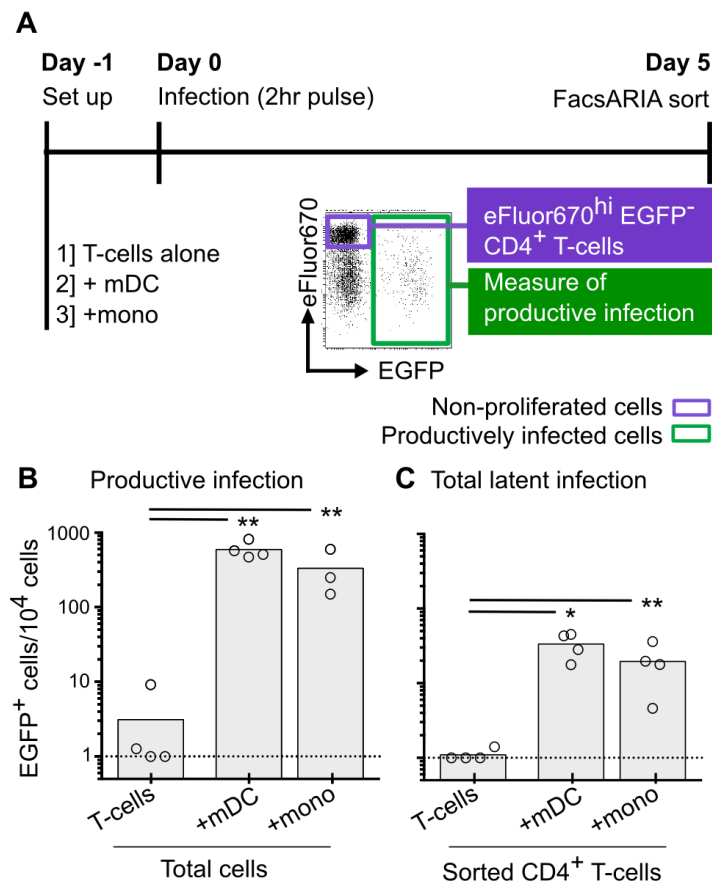 A
Day -1 Day 0 Day 5
Set up Infection (2hr pulse) FacsARIA sort
1] T-cells alone
2] + mDC
3] +mono
eFluor670
EGFP
eFluor670hi EGFP-
CD4+ T-cells
Measure of
productive infection
Non-proliferated cells
Productively infected cells
B Productive infection
EGFP+ cells/10⁴ cells
1000
100
10
1
** **
T-cells +mDC +mono
Total cells
C Total latent infection
* **
T-cells +mDC +mono
Sorted CD4+ T-cells